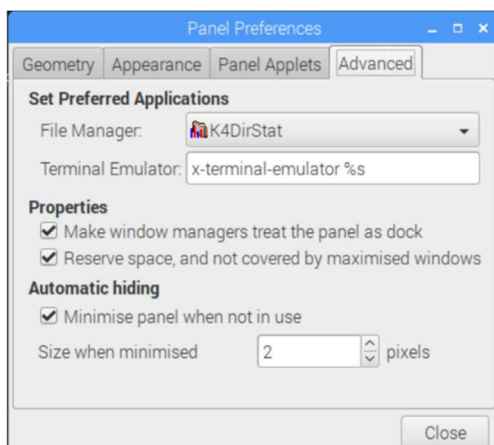 Panel Preferences
Geometry Appearance Panel Applets Advanced
Set Preferred Applications
File Manager: K4DirStat
Terminal Emulator: x-terminal-emulator %s
Properties
Make window managers treat the panel as dock
Reserve space, and not covered by maximised windows
Automatic hiding
Minimise panel when not in use
Size when minimised 2 pixels
Close